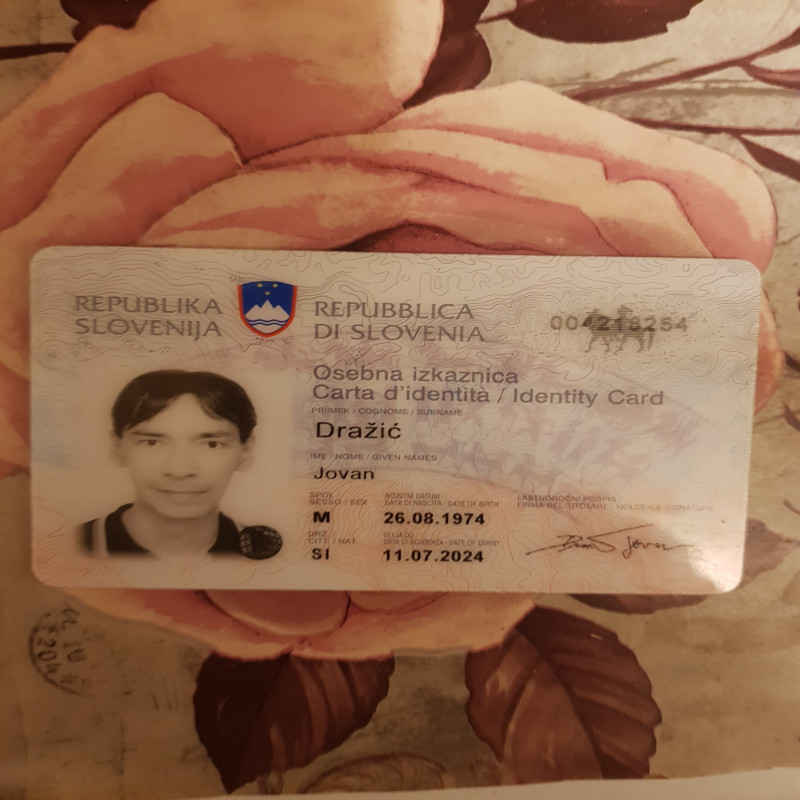 REPUBLIKA
SLOVENIJA
REPUBBLICA
DI SLOVENIA
004218254
Osebna izkaznica
Carta d'identità / Identity Card
PRIIMEK / COGNOME / SURNAME
Dražić
IME / NOME / GIVEN NAMES
Jovan
SPOL
SESSO / SEX
ROJSTNI DATUM
DATA DI NASCITA / DATE OF BIRTH
LASTNOROČNI PODPIS
FIRMA DEL TITOLARE / HOLDER'S SIGNATURE
M
26.08.1974
DRŽ.
CITT. / NAT.
VELJA DO
DATA DI SCADENZA / DATE OF EXPIRY
SI
11.07.2024
Jovan